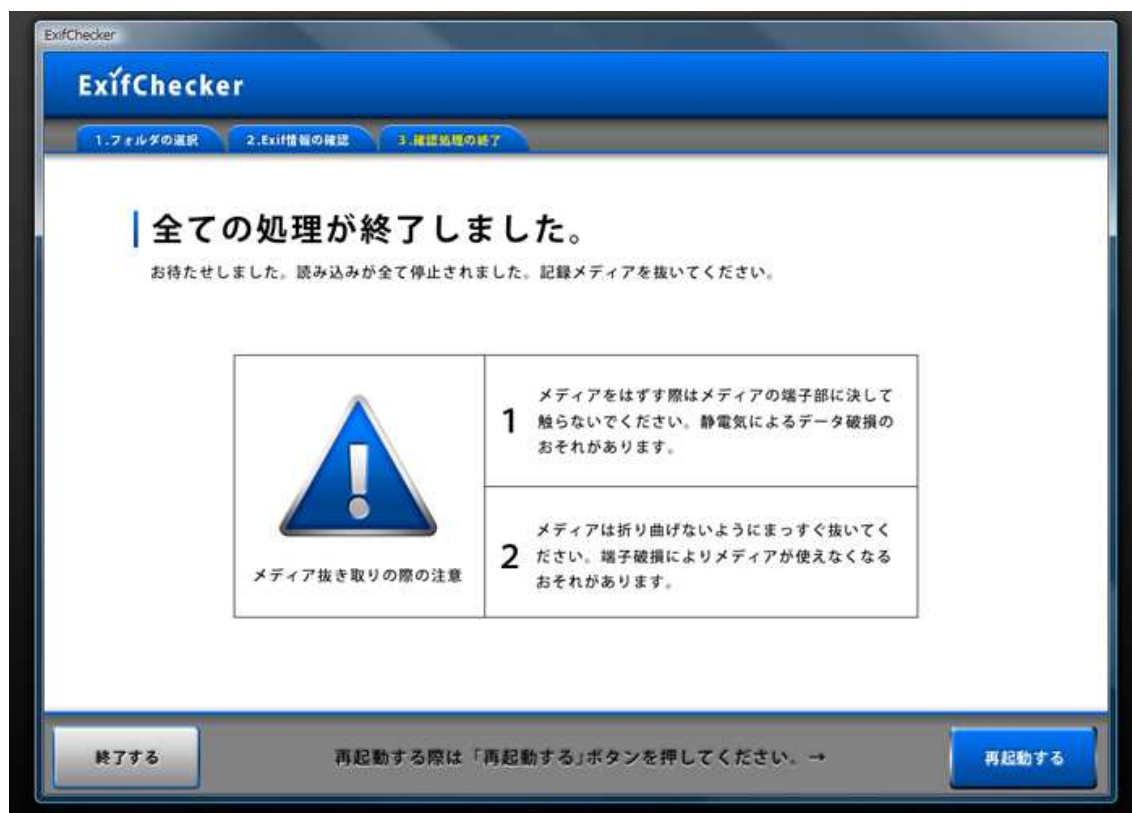 ExifChecker
ExifChecker
1.フォルダの選択
2.Exif情報の確認
3.確認処理の終了
全ての処理が終了しました。
お待たせしました。読み込みが全て停止されました。記録メディアを抜いてください。
メディア抜き取りの際の注意
1
メディアをはずす際はメディアの端子部に決して
触らないでください。静電気によるデータ破損の
おそれがあります。
2
メディアは折り曲げないようにまっすぐ抜いてく
ださい。端子破損によりメディアが使えなくなる
おそれがあります。
終了する
再起動する際は「再起動する」ボタンを押してください。→
再起動する